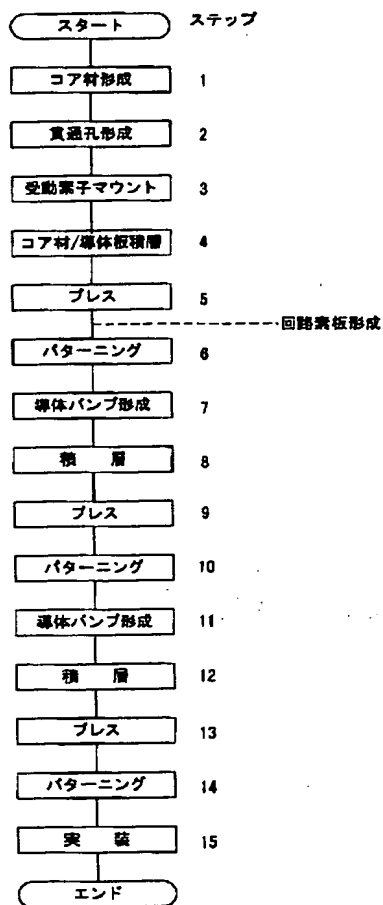 スタート ステップ
コア材形成 1
貫通孔形成 2
受動素子マウント 3
コア材/導体板積層 4
プレス 5
回路素板形成
パターニング 6
導体バンプ形成 7
積 層 8
プレス 9
パターニング 10
導体バンプ形成 11
積 層 12
プレス 13
パターニング 14
実 装 15
エンド